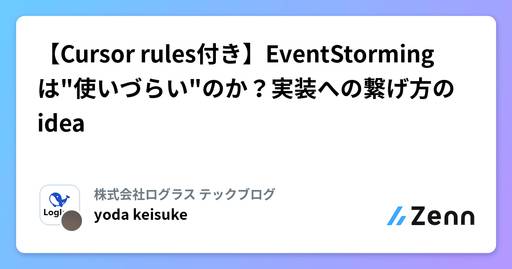 【Cursor rules付き】EventStorming
は"使いづらい"のか？実装への繋げ方の
idea
株式会社ログラス テックブログ
yoda keisuke
Zenn